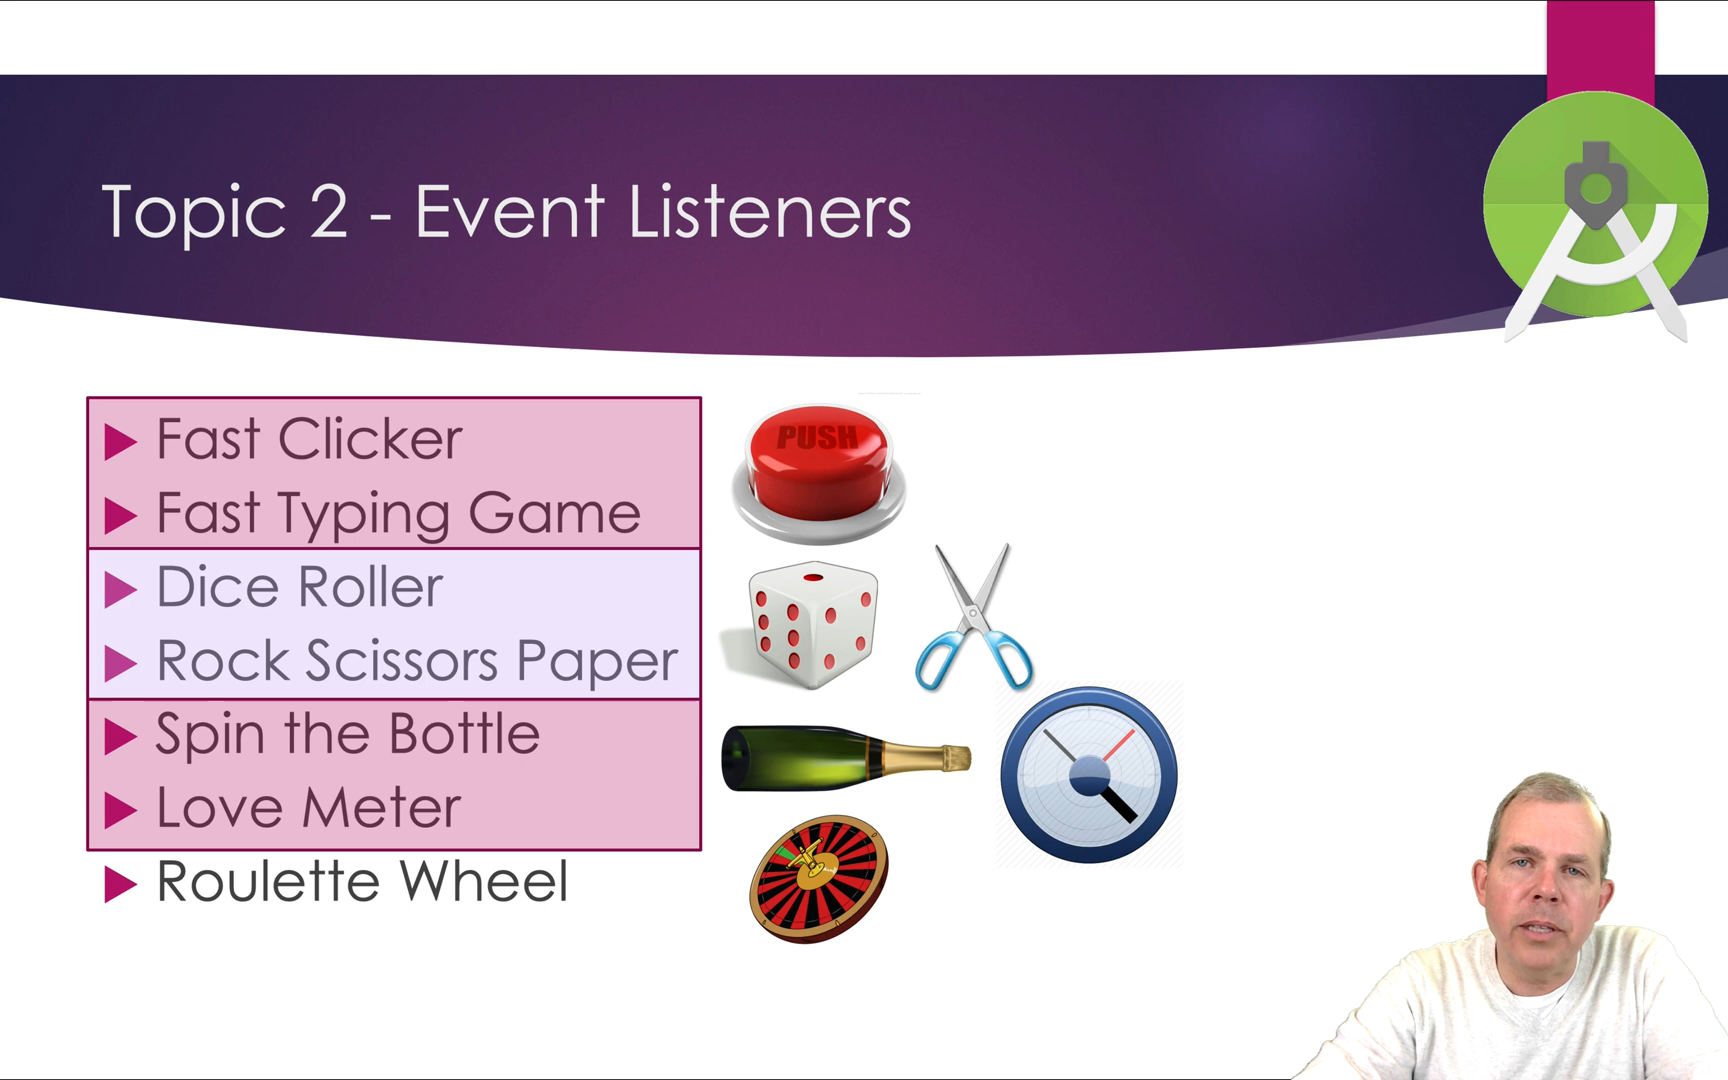 Topic 2 - Event Listeners
Fast Clicker
PUSH
Fast Typing Game
Dice Roller
Rock Scissors Paper
Spin the Bottle
Love Meter
Roulette Wheel